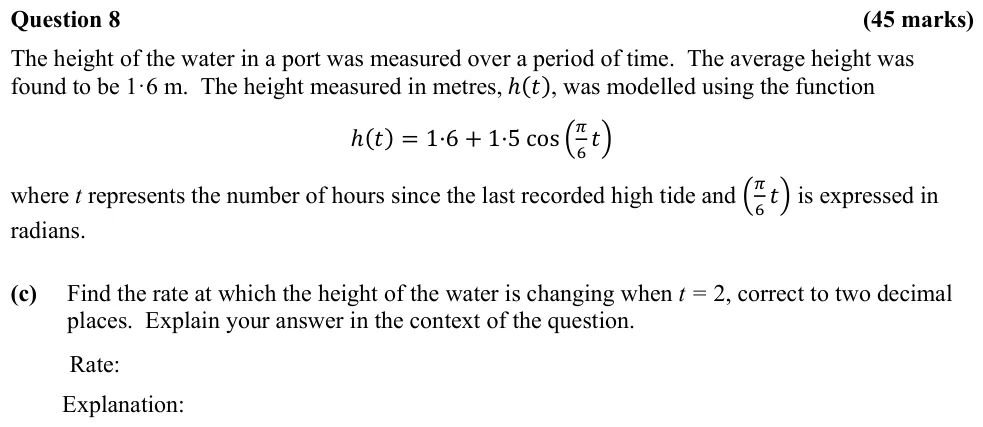 Question 8 (45 marks)
The height of the water in a port was measured over a period of time. The average height was
found to be 1·6 m. The height measured in metres, h(t), was modelled using the function
h(t) = 1·6 + 1·5 cos (π/6 t)
where t represents the number of hours since the last recorded high tide and (π/6 t) is expressed in
radians.
(c) Find the rate at which the height of the water is changing when t = 2, correct to two decimal
places. Explain your answer in the context of the question.
Rate:
Explanation: